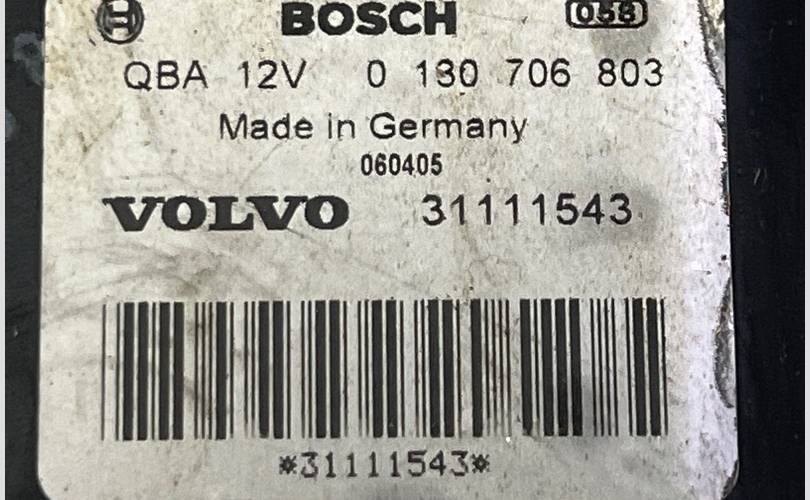 BOSCH 058
QBA 12V 0 130 706 803
Made in Germany
060405
VOLVO 31111543
*31111543*